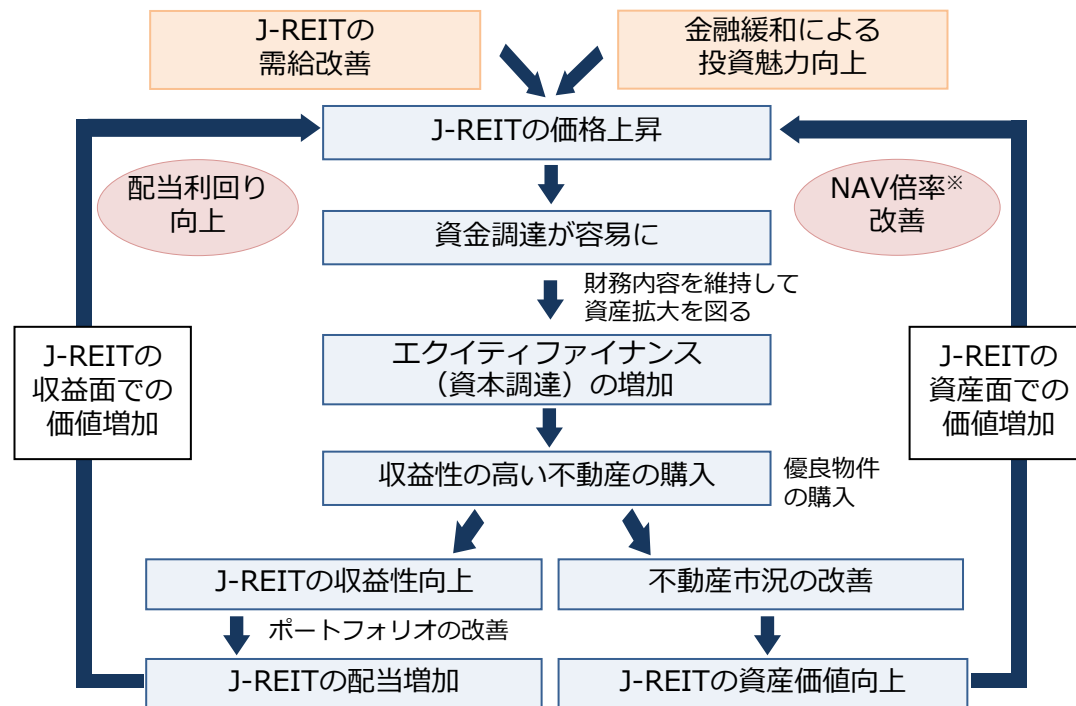 J-REITの
需給改善
金融緩和による
投資魅力向上
J-REITの価格上昇
配当利回り
向上
NAV倍率※
改善
資金調達が容易に
財務内容を維持して
資産拡大を図る
J-REITの
収益面での
価値増加
エクイティファイナンス
（資本調達）の増加
J-REITの
資産面での
価値増加
収益性の高い不動産の購入
優良物件
の購入
J-REITの収益性向上
不動産市況の改善
ポートフォリオの改善
J-REITの配当増加
J-REITの資産価値向上